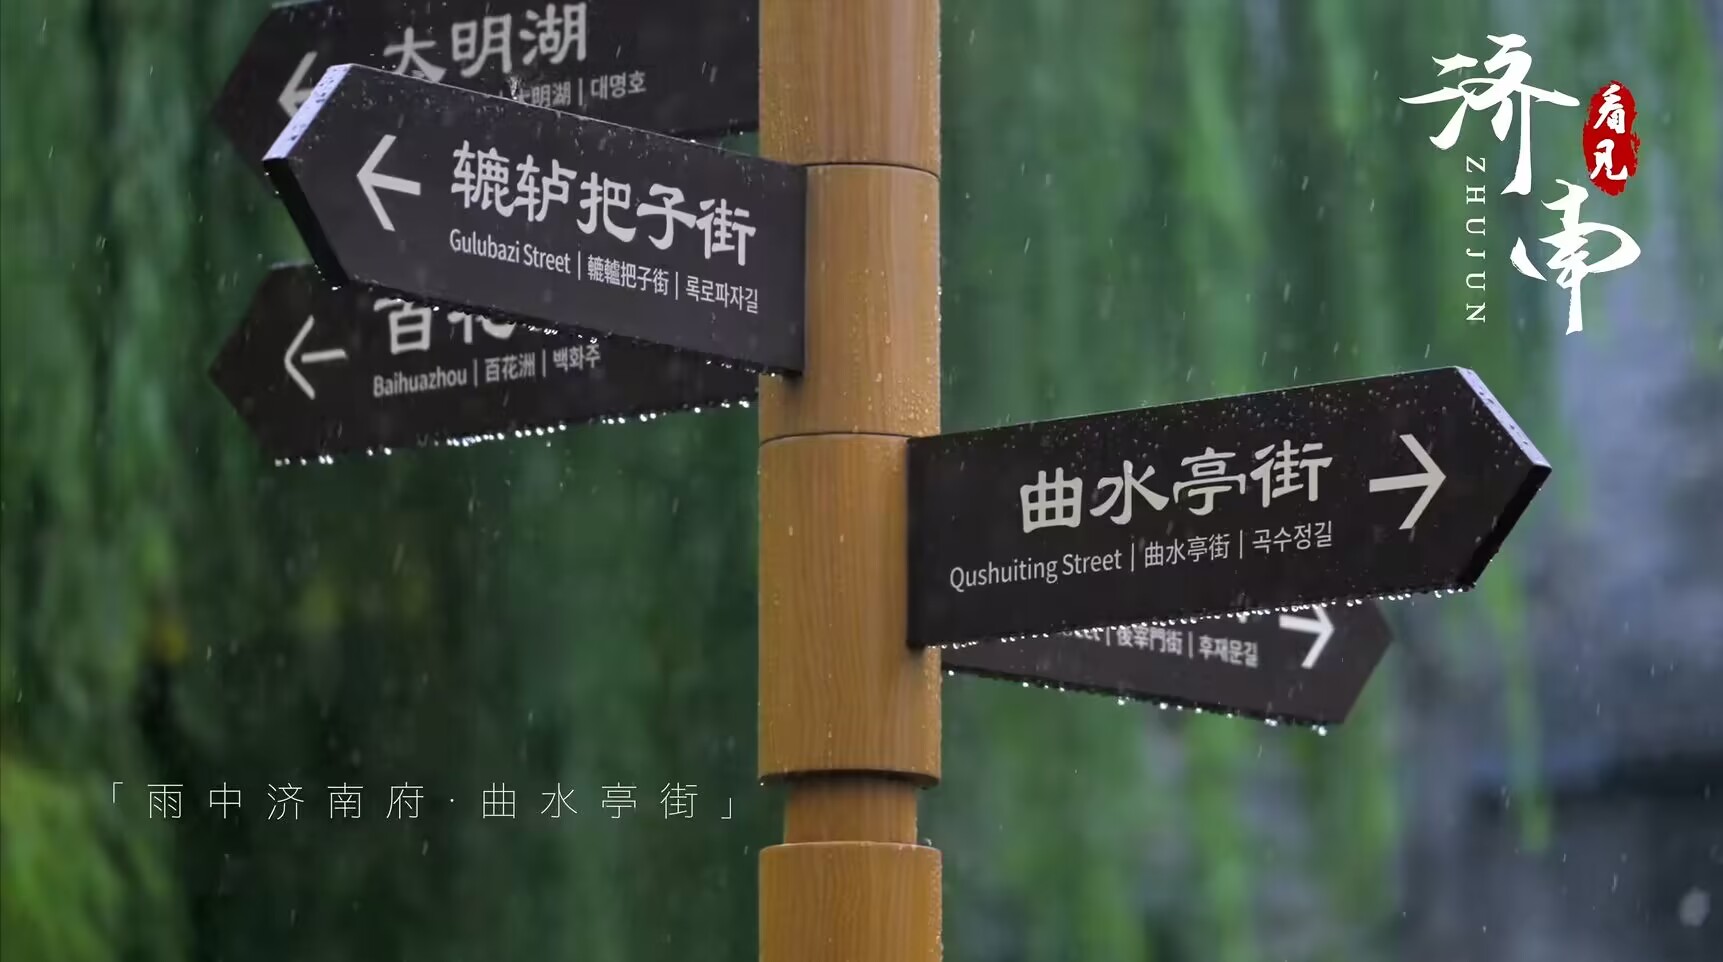 大明湖
大明湖 | 대명호
辘轳把子街
Gulubazi Street | 轆轤把子街 | 록로파자길
百花
Baihuazhou | 百花洲 | 백화주
曲水亭街
Qushuiting Street | 曲水亭街 | 곡수정길
後宰門街 | 후재문길
济南
看见
ZHUJUN
「雨中济南府·曲水亭街」